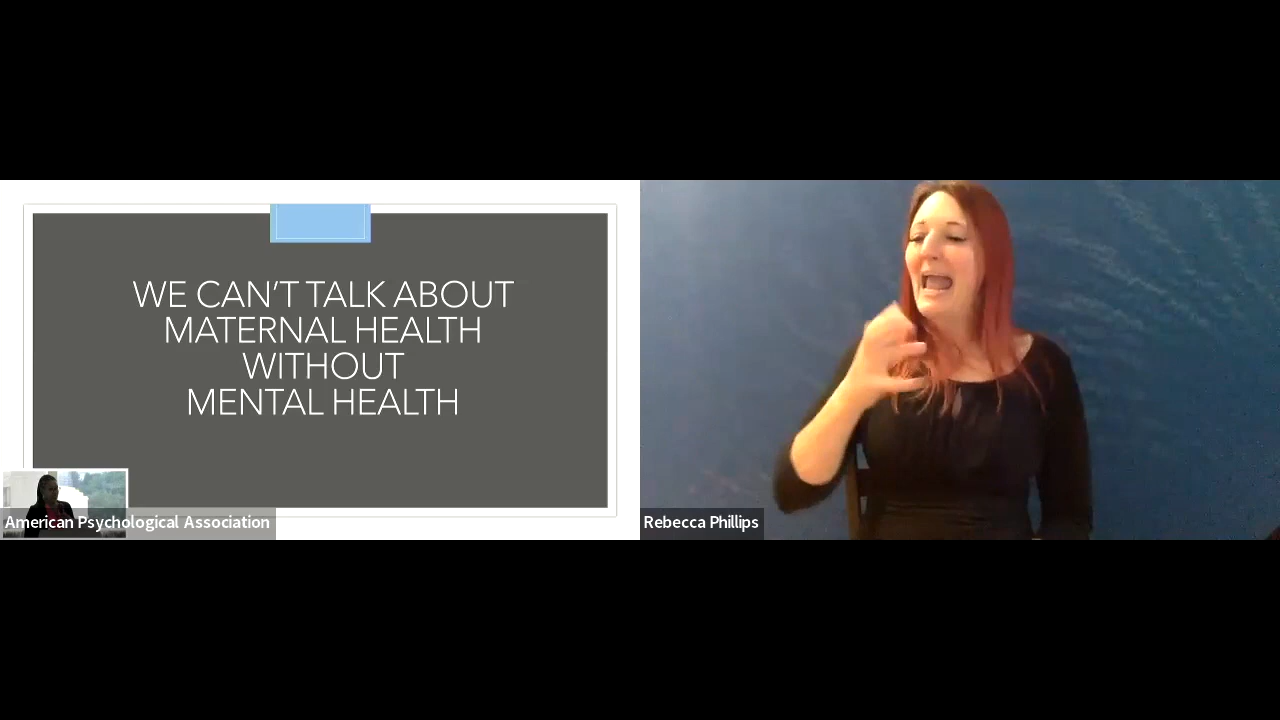 WE CAN’T TALK ABOUT
MATERNAL HEALTH
WITHOUT
MENTAL HEALTH
American Psychological Association
Rebecca Phillips